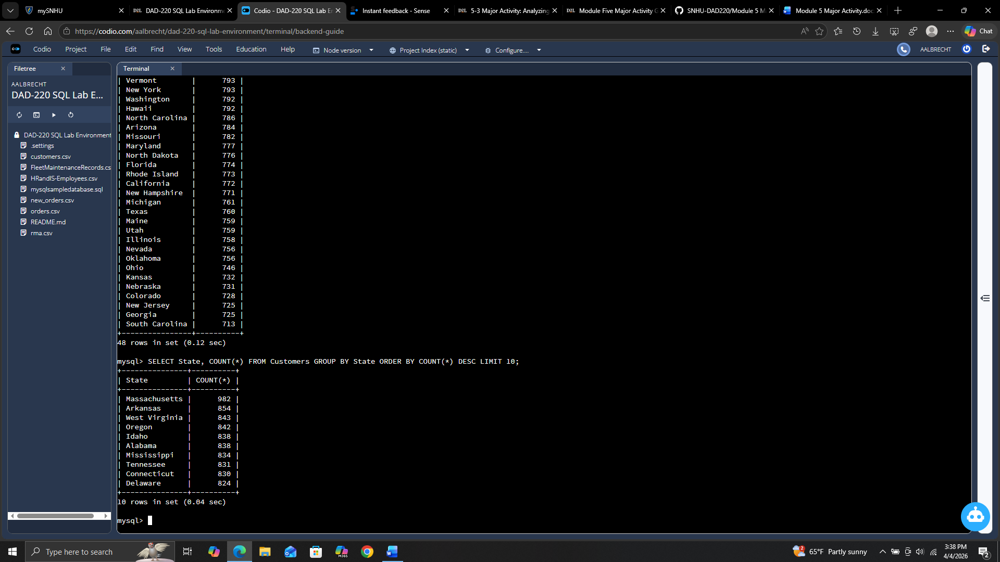 mySNHU
DAD-220 SQL Lab Environm
Codio - DAD-220 SQL Lab E
Instant feedback - Sense
5-3 Major Activity: Analyzing
Module Five Major Activity G
SNHU-DAD220/Module 5 M
Module 5 Major Activity.doc
https://codio.com/aalbrecht/dad-220-sql-lab-environment/terminal/backend-guide
Chat
Codio Project File Edit Find View Tools Education Help Node version Project Index (static) Configure.... AALBRECHT
Filetree
Terminal
AALBRECHT
DAD-220 SQL Lab E...
DAD-220 SQL Lab Environment
.settings
customers.csv
FleetMaintenanceRecords.cs
HRandIS-Employees.csv
mysqlsampledatabase.sql
new_orders.csv
orders.csv
README.md
rma.csv
| Vermont        |      793 |
| New York       |      793 |
| Washington     |      792 |
| Hawaii         |      792 |
| North Carolina |      786 |
| Arizona        |      784 |
| Missouri       |      782 |
| Maryland       |      777 |
| North Dakota   |      776 |
| Florida        |      774 |
| Rhode Island   |      773 |
| California     |      772 |
| New Hampshire  |      771 |
| Michigan       |      761 |
| Texas          |      760 |
| Maine          |      759 |
| Utah           |      759 |
| Illinois       |      758 |
| Nevada         |      756 |
| Oklahoma       |      756 |
| Ohio           |      746 |
| Kansas         |      732 |
| Nebraska       |      731 |
| Colorado       |      728 |
| New Jersey     |      725 |
| Georgia        |      725 |
| South Carolina |      713 |
+----------------+----------+
48 rows in set (0.12 sec)
mysql> SELECT State, COUNT(*) FROM Customers GROUP BY State ORDER BY COUNT(*) DESC LIMIT 10;
+---------------+----------+
| State         | COUNT(*) |
+---------------+----------+
| Massachusetts |      982 |
| Arkansas      |      854 |
| West Virginia |      843 |
| Oregon        |      842 |
| Idaho         |      838 |
| Alabama       |      838 |
| Mississippi   |      834 |
| Tennessee     |      831 |
| Connecticut   |      830 |
| Delaware      |      824 |
+---------------+----------+
10 rows in set (0.04 sec)
mysql>
Type here to search
M365
2
65°F Partly sunny
3:38 PM
4/4/2026
2